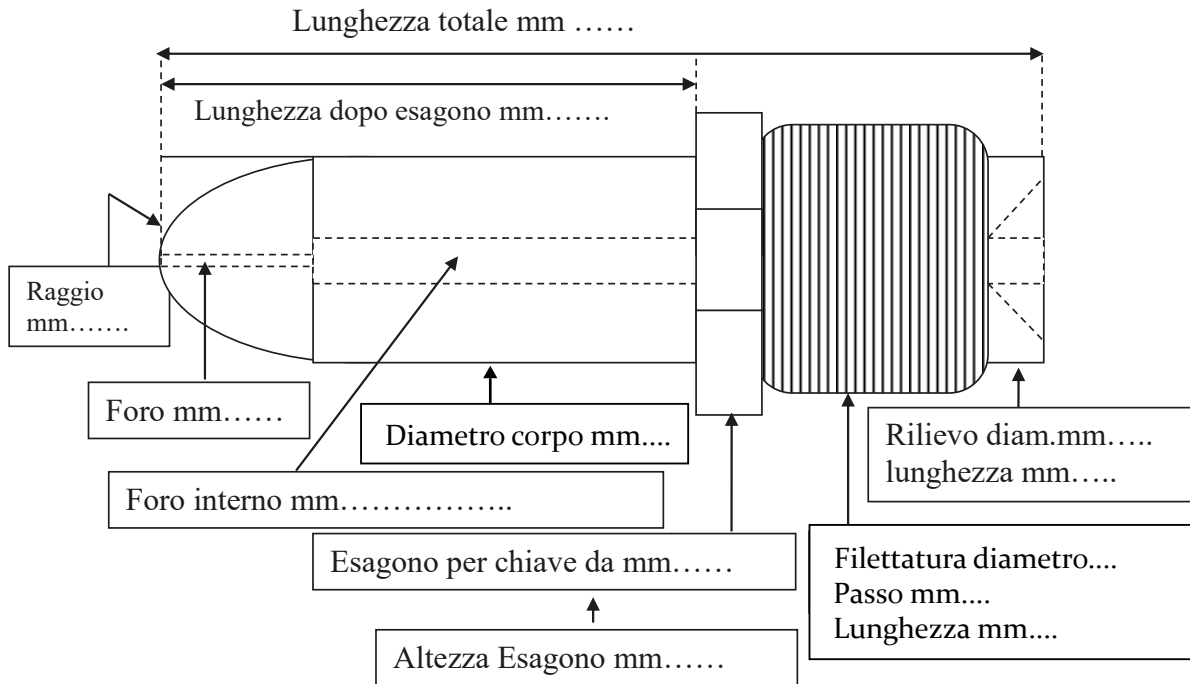 Lunghezza totale mm ……
Lunghezza dopo esagono mm…….
Raggio
mm…….
Foro mm……
Diametro corpo mm....
Rilievo diam.mm…..
lunghezza mm…..
Foro interno mm……………..
Esagono per chiave da mm……
Filettatura diametro....
Passo mm....
Lunghezza mm....
Altezza Esagono mm……